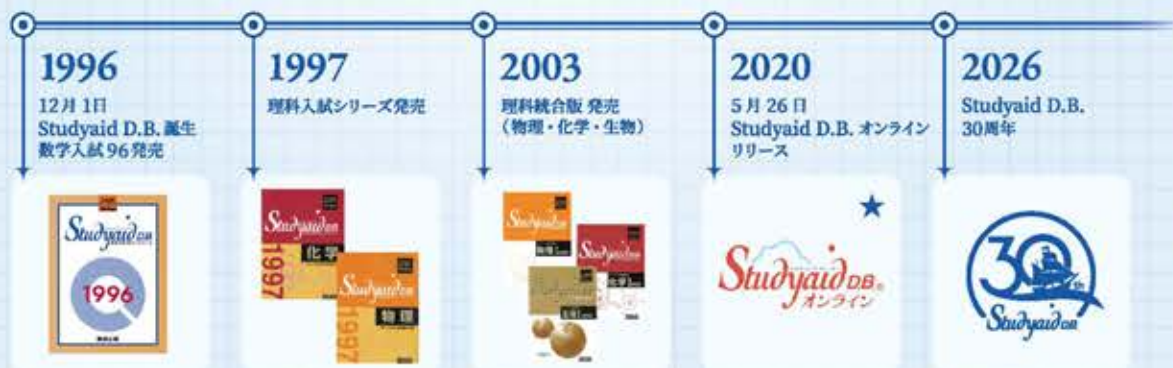 1996
12月1日
Studyaid D.B. 誕生
数学入試96発売
1997
理科入試シリーズ発売
2003
理科統合版 発売
（物理・化学・生物）
2020
5月26日
Studyaid D.B. オンライン
リリース
2026
Studyaid D.B.
30周年
Studyaid D.B.
1996
Studyaid D.B.
化学
1997
Studyaid D.B.
物理
1997
Studyaid D.B.
Studyaid D.B.
Studyaid D.B.®
オンライン
30th
Studyaid D.B.